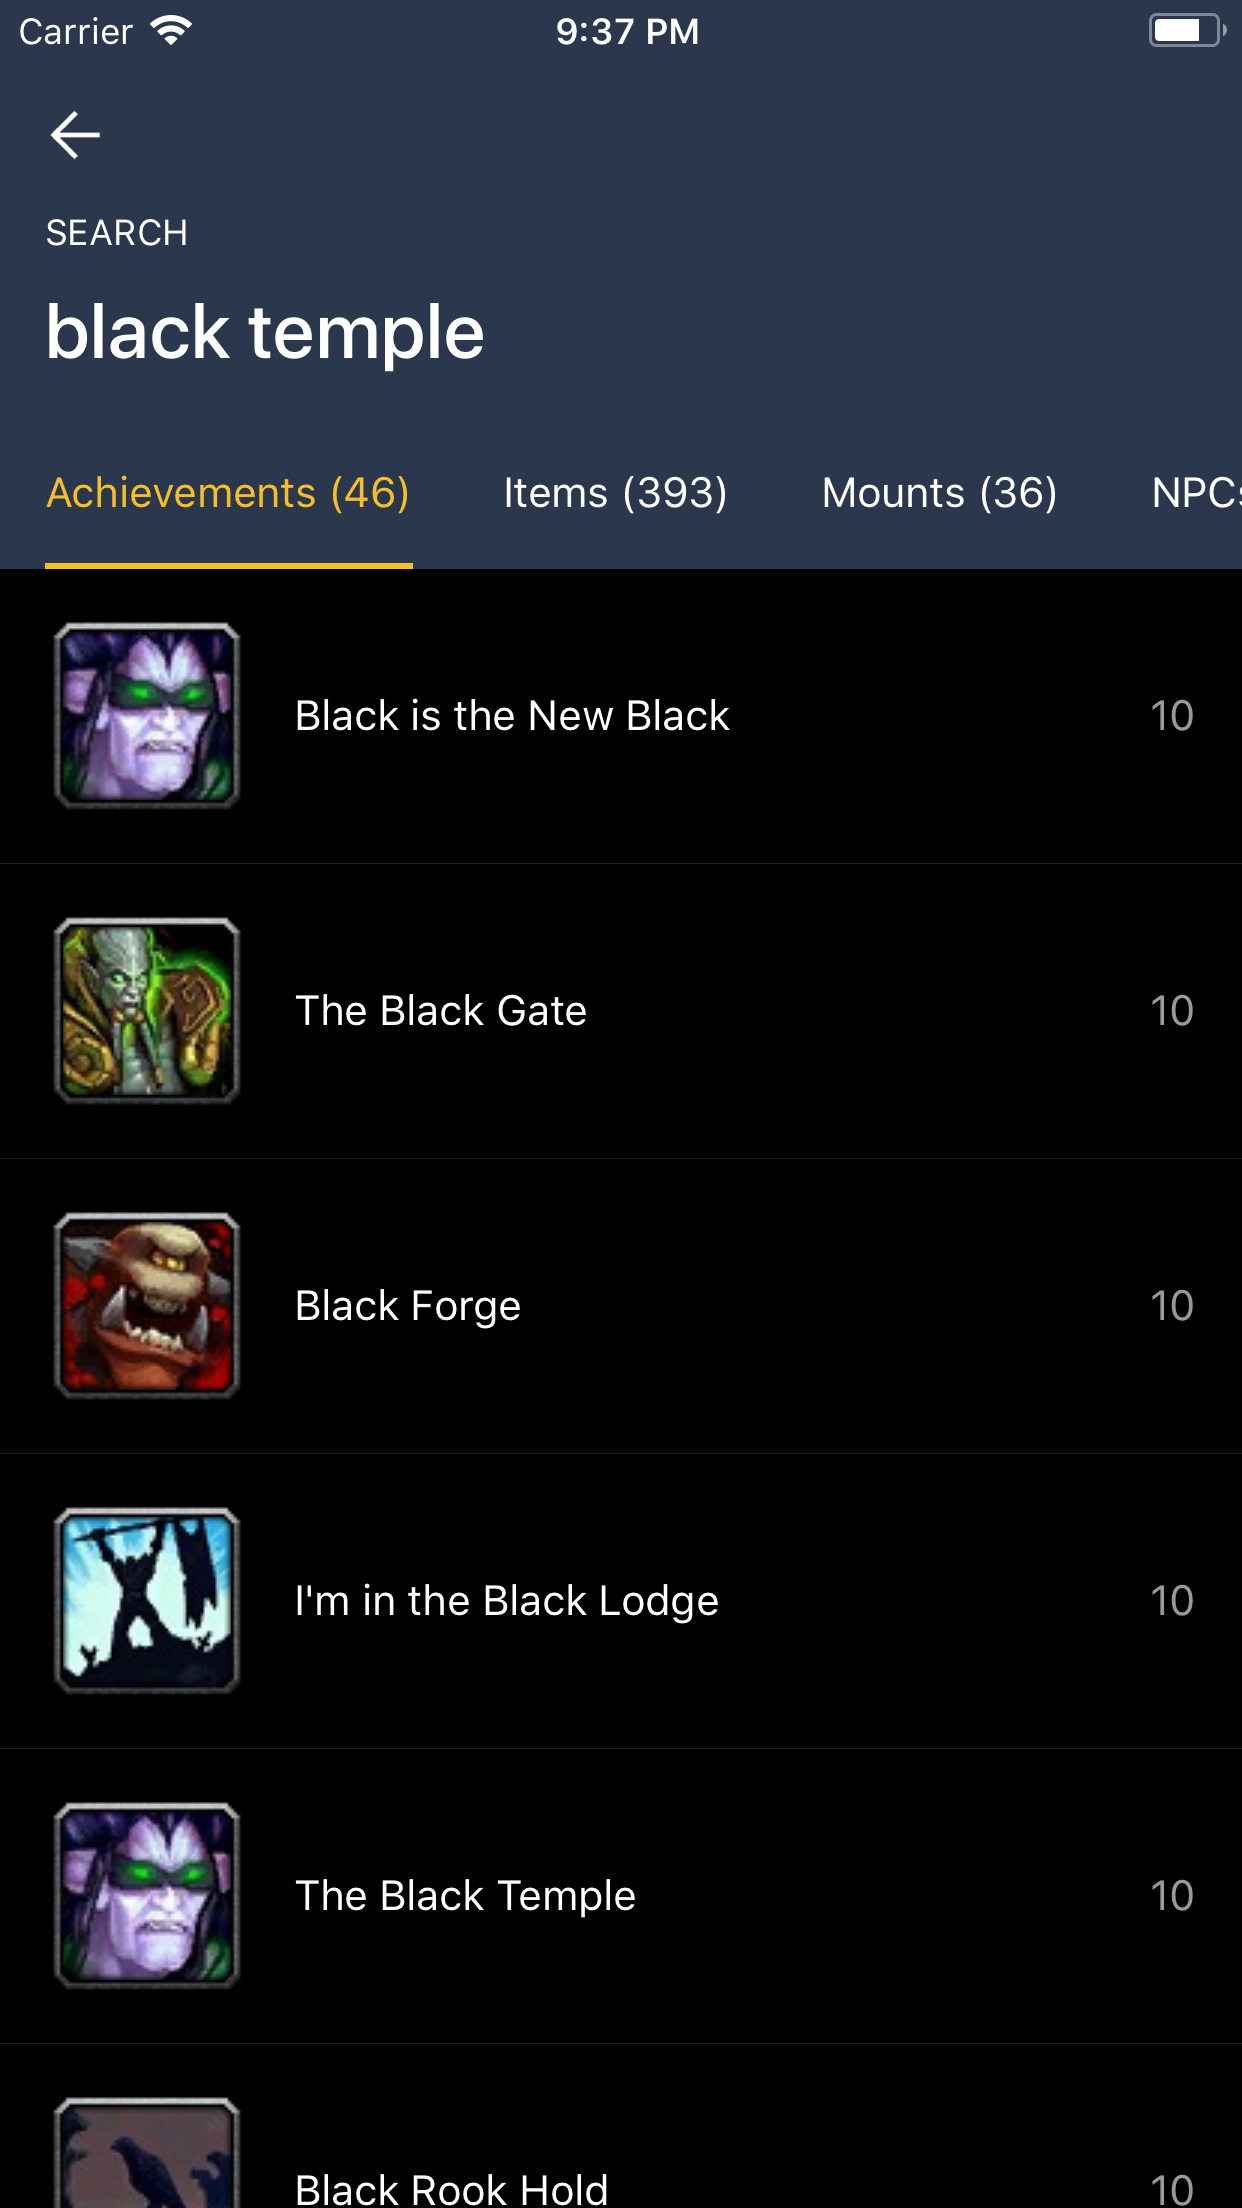 Carrier 9:37 PM
SEARCH
black temple
Achievements (46) Items (393) Mounts (36) NPCs
Black is the New Black 10
The Black Gate 10
Black Forge 10
I'm in the Black Lodge 10
The Black Temple 10
Black Rook Hold 10